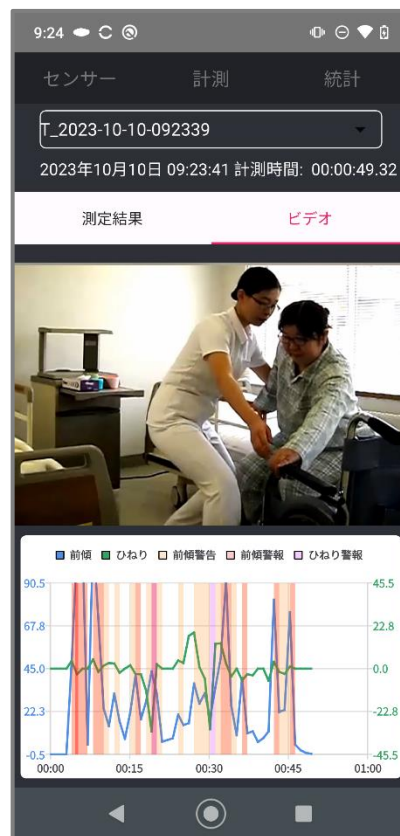 9:24
センサー 計測 統計
T_2023-10-10-092339
2023年10月10日 09:23:41 計測時間: 00:00:49.32
測定結果 ビデオ
前傾 ひねり 前傾警告 前傾警報 ひねり警報
90.5 45.5
67.8 22.8
45.0 0.0
22.3 -22.8
-0.5 -45.5
00:00 00:15 00:30 00:45 01:00